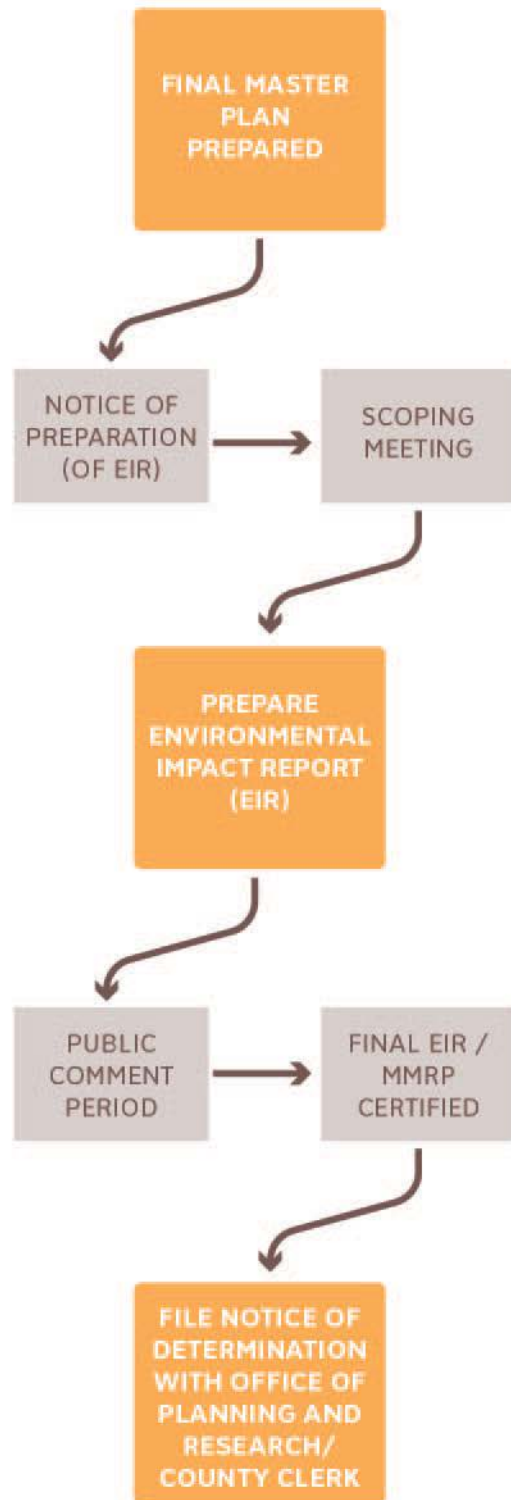 FINAL MASTER
PLAN
PREPARED
NOTICE OF
PREPARATION
(OF EIR)
SCOPING
MEETING
PREPARE
ENVIRONMENTAL
IMPACT REPORT
(EIR)
PUBLIC
COMMENT
PERIOD
FINAL EIR /
MMRP
CERTIFIED
FILE NOTICE OF
DETERMINATION
WITH OFFICE OF
PLANNING AND
RESEARCH/
COUNTY CLERK